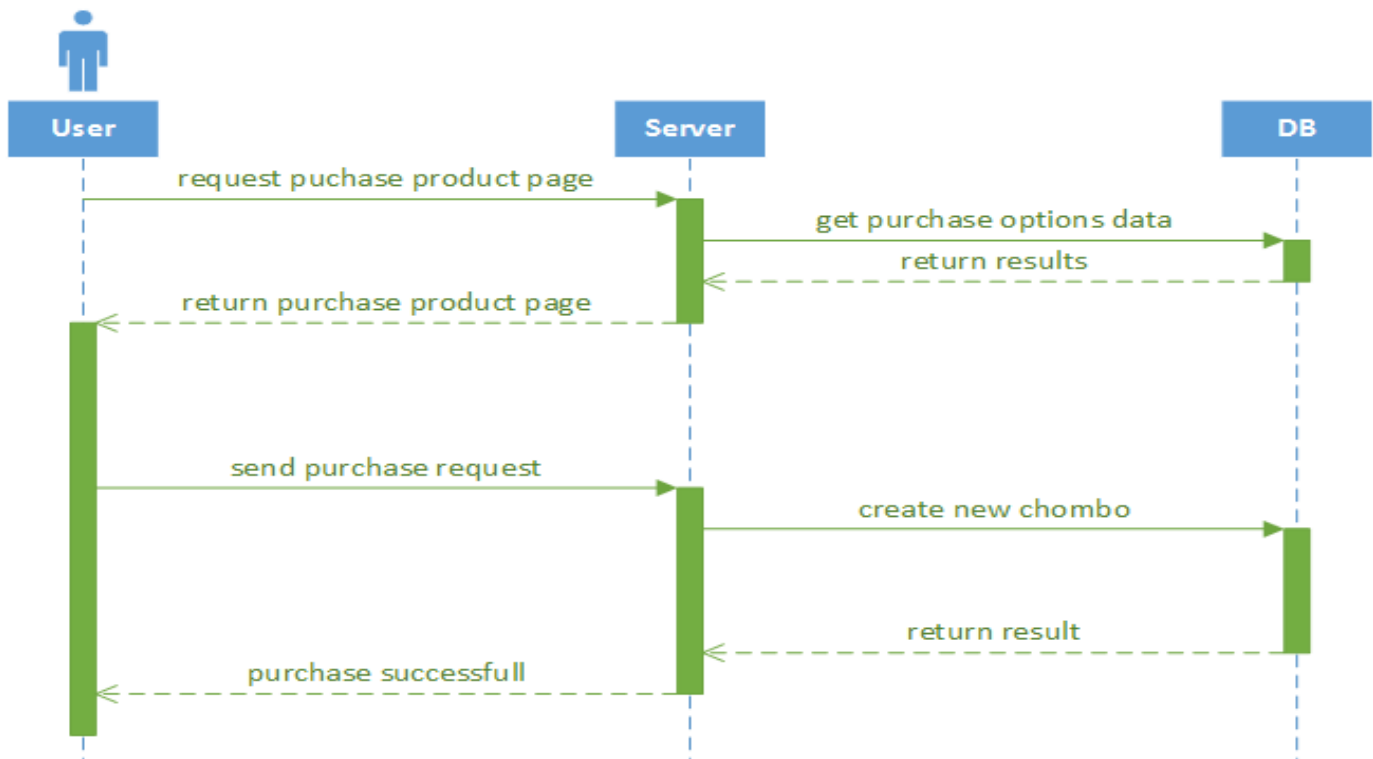 User
Server
DB
request puchase product page
get purchase options data
return results
return purchase product page
send purchase request
create new chombo
return result
purchase successfull